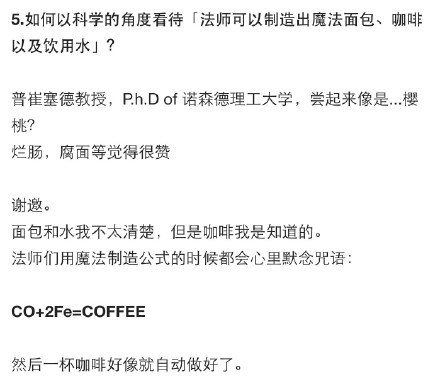 5.如何以科学的角度看待「法师可以制造出魔法面包、咖啡
以及饮用水」?
普崔塞德教授，P.h.D of 诺森德理工大学，尝起来像是...樱
桃?
烂肠，腐面等觉得很赞
谢邀。
面包和水我不太清楚，但是咖啡我是知道的。
法师们用魔法制造公式的时候都会心里默念咒语:
CO+2Fe=COFFEE
然后一杯咖啡好像就自动做好了。